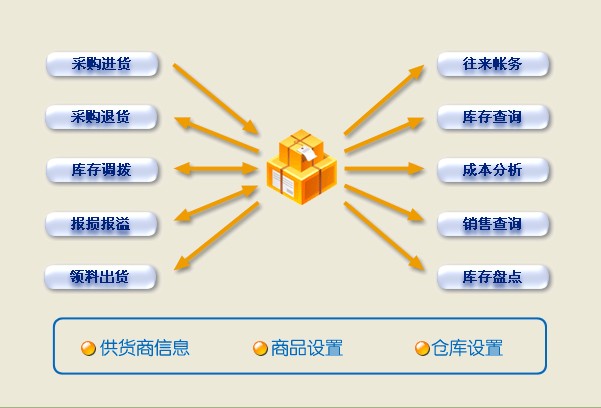 采购进货
往来帐务
采购退货
库存查询
库存调拨
成本分析
报损报溢
销售查询
领料出货
库存盘点
供货商信息
商品设置
仓库设置